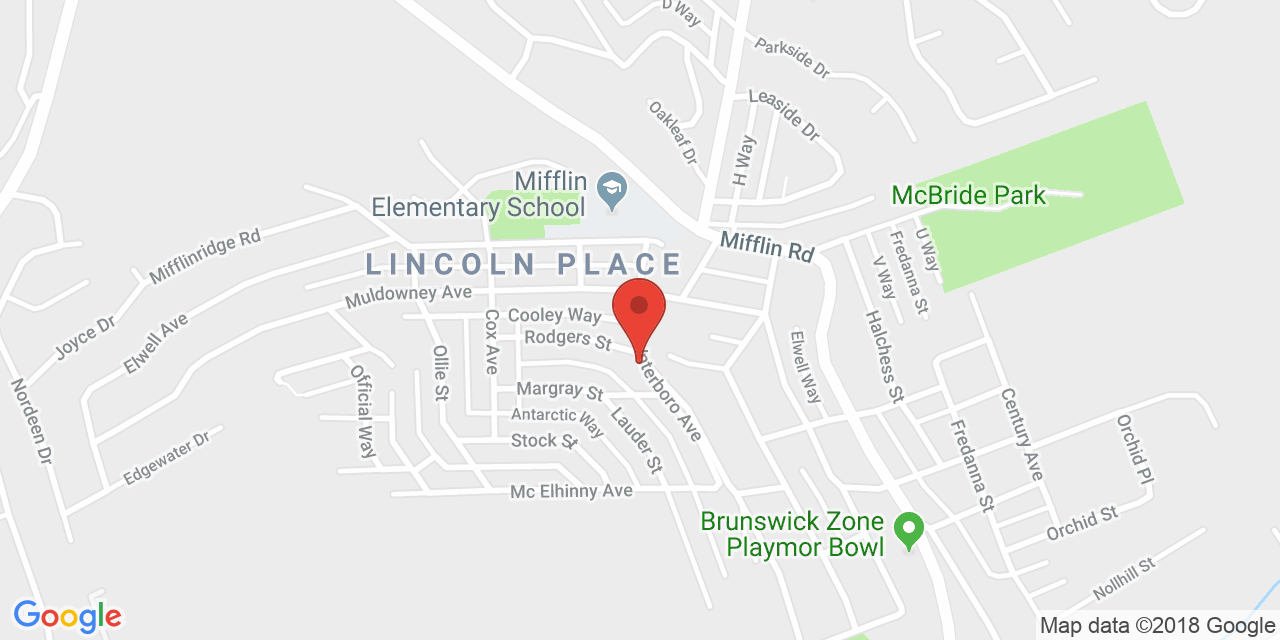 D Way
Parkside Dr
Leaside Dr
Oakleaf Dr
H Way
Mifflin
Elementary School
McBride Park
Mifflin Rd
U Way
Fredanna St
V Way
Mifflinridge Rd
LINCOLN PLACE
Muldowney Ave
Joyce Dr
Elwell Ave
Cooley Way
Rodgers St
Cox Ave
Ollie St
Official Way
Interboro Ave
Elwell Way
Halchess St
Margray St
Antarctic Way
Lauder St
Stock St
Norden Dr
Edgewater Dr
Mc Elhinny Ave
Century Ave
Fredanna St
Orchid Pl
Orchid St
Brunswick Zone
Playmor Bowl
Nollhill St
Google
Map data ©2018 Google